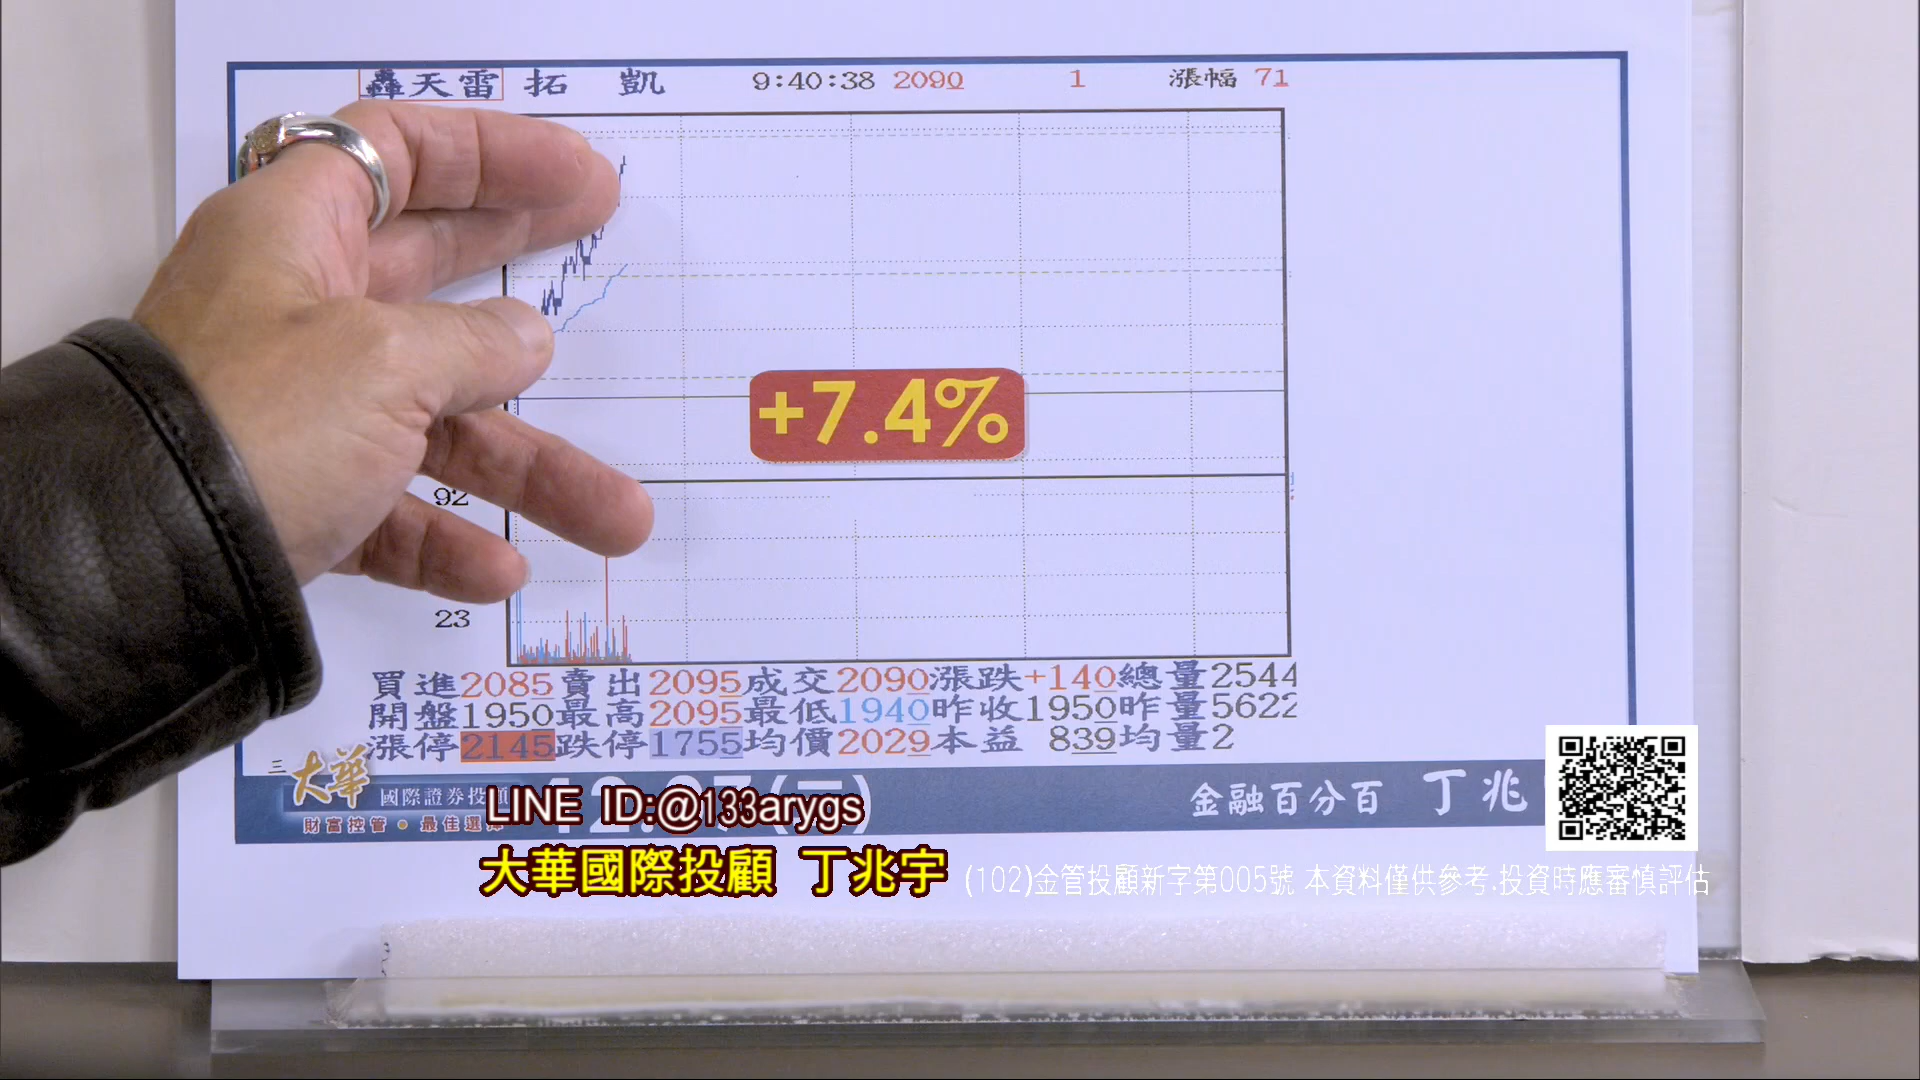 轟天雷 拓 凱 9:40:38 2090 1 漲幅 71
+7.4%
92
23
買進2085賣出2095成交2090漲跌+140總量2544
開盤1950最高2095最低1940昨收1950昨量5622
漲停2145跌停1755均價2029本益 839均量2
大華 國際證券投顧
財富控管 • 最佳選擇
金融百分百 丁兆
LINE ID:@133arygs
大華國際投顧 丁兆宇 (102)金管投顧新字第005號 本資料僅供參考.投資時應審慎評估